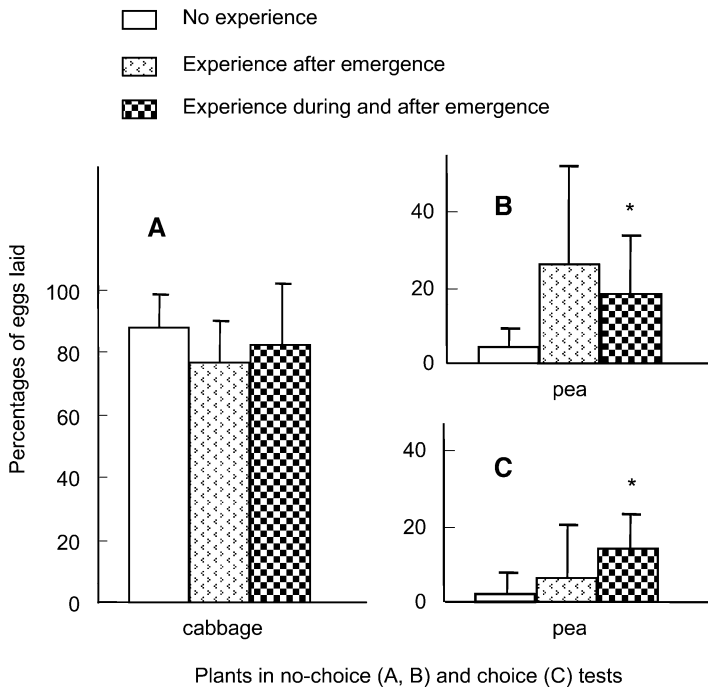 No experience
Experience after emergence
Experience during and after emergence
Percentages of eggs laid
A
100
80
60
40
20
0
cabbage
B
*
40
20
0
pea
C
*
40
20
0
pea
Plants in no-choice (A, B) and choice (C) tests